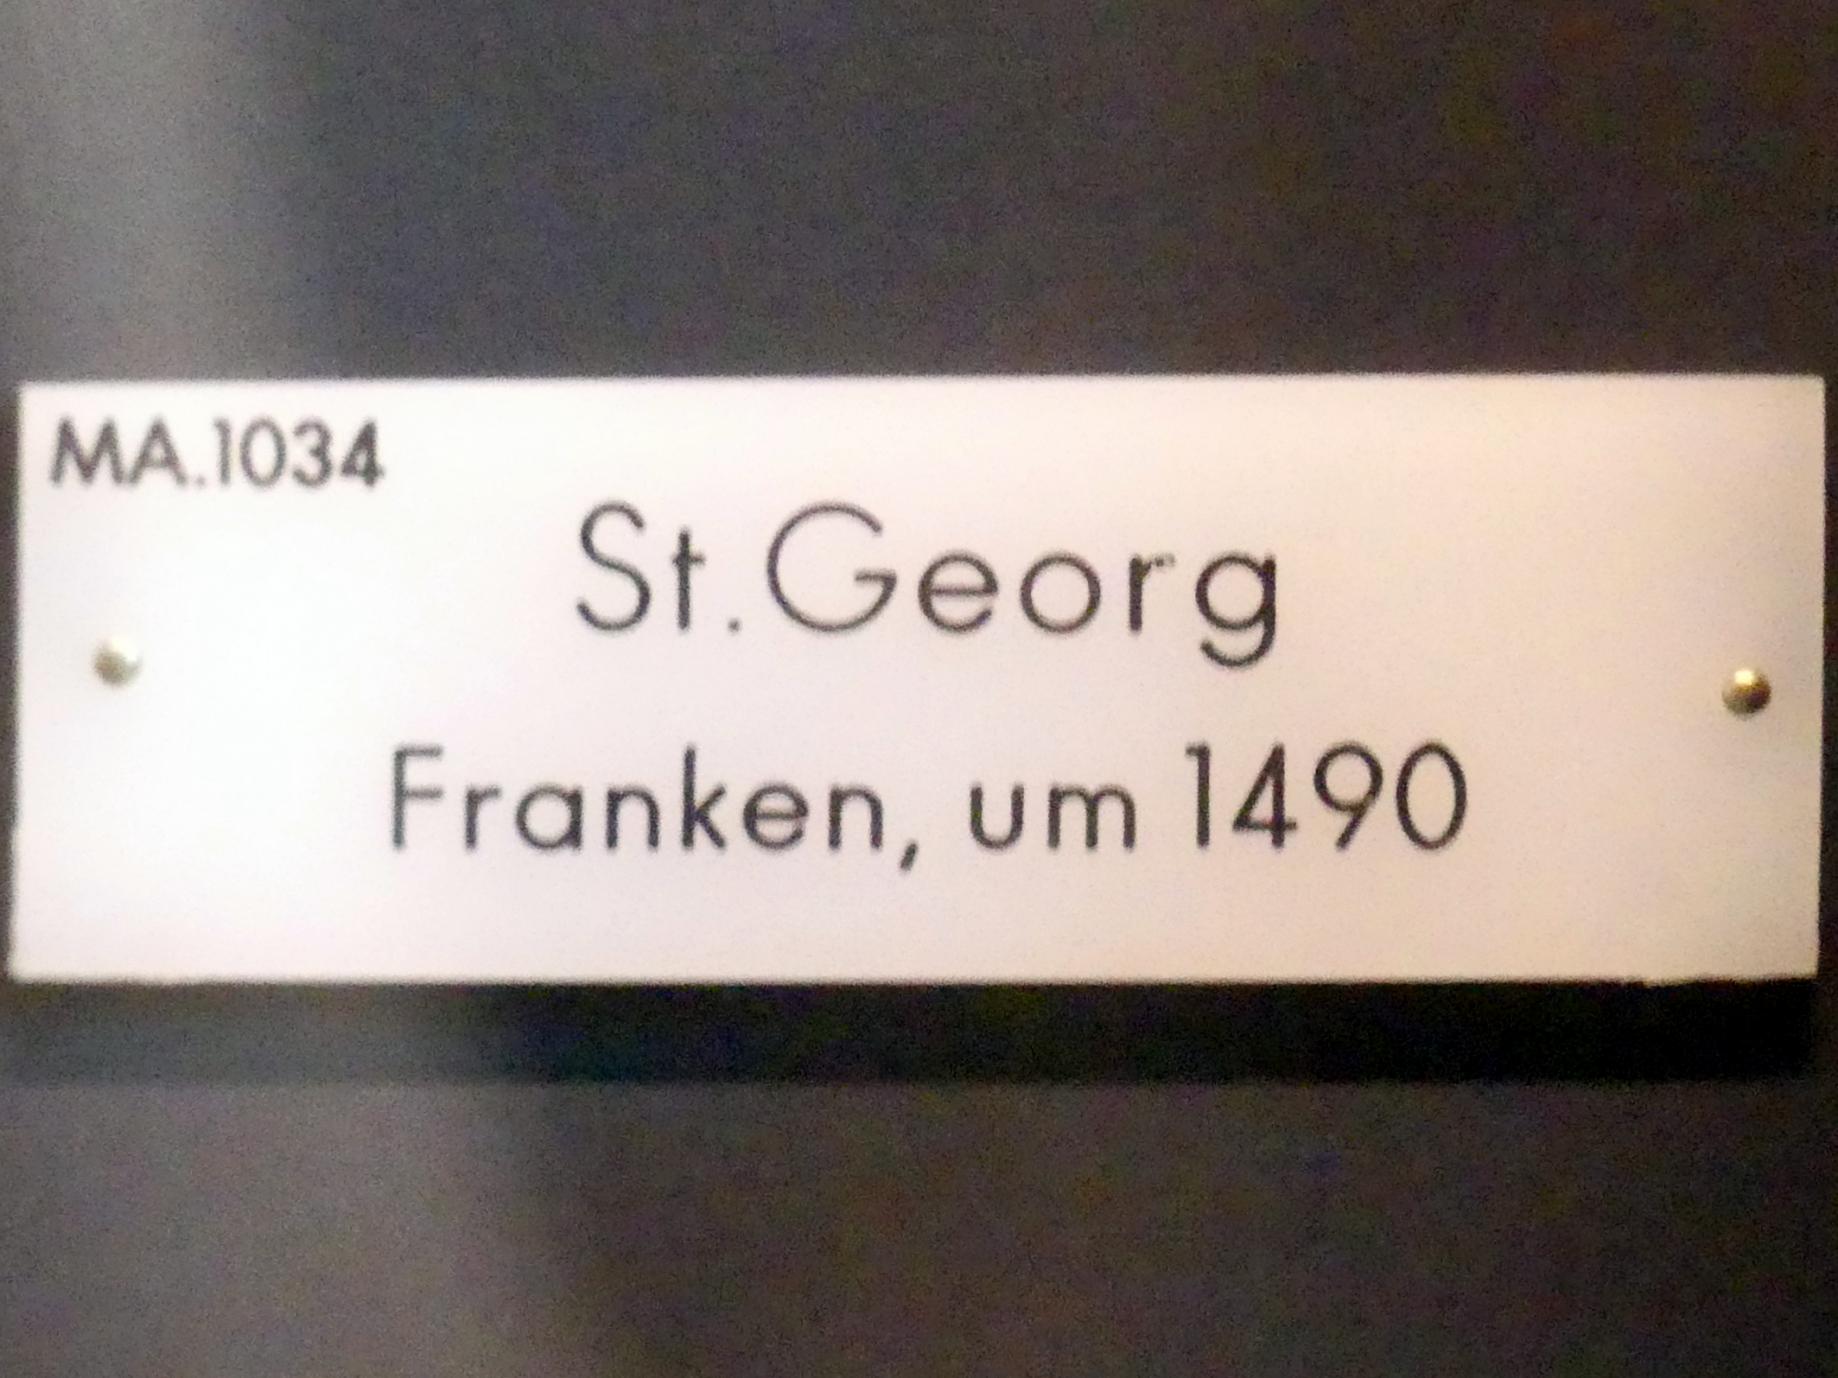 MA.1034
St. Georg
Franken, um 1490